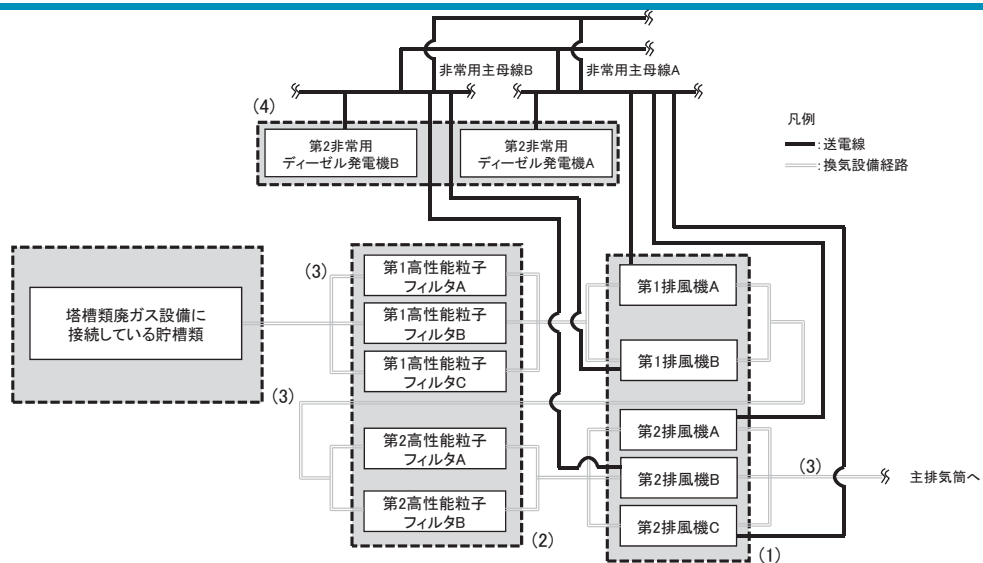 非常用主母線B
非常用主母線A
(4)
第2非常用
ディーゼル発電機B
第2非常用
ディーゼル発電機A
凡例
:送電線
:換気設備経路
塔槽類廃ガス設備に
接続している貯槽類
(3)
第1高性能粒子
フィルタA
第1高性能粒子
フィルタB
第1高性能粒子
フィルタC
第1排風機A
第1排風機B
(3)
第2高性能粒子
フィルタA
第2高性能粒子
フィルタB
(2)
第2排風機A
第2排風機B
第2排風機C
(1)
(3)
主排気筒へ